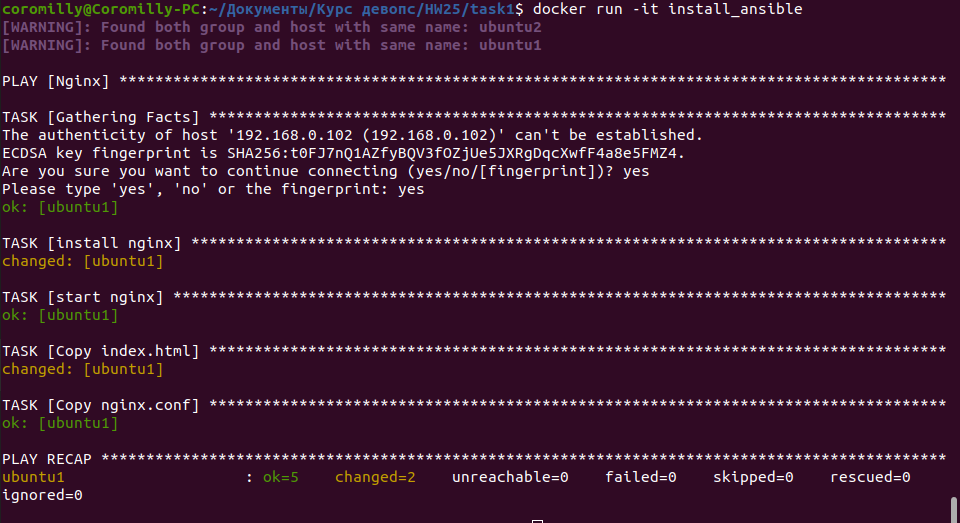 coromilly@Coromilly-PC:~/Документы/Курс девопс/HW25/task1$ docker run -it install_ansible
[WARNING]: Found both group and host with same name: ubuntu2
[WARNING]: Found both group and host with same name: ubuntu1
PLAY [Nginx] ********************************************************************************************
TASK [Gathering Facts] **********************************************************************************
The authenticity of host '192.168.0.102 (192.168.0.102)' can't be established.
ECDSA key fingerprint is SHA256:t0FJ7nQ1AZfyBQV3fOZjUe5JXRgDqcXwfF4a8e5FMZ4.
Are you sure you want to continue connecting (yes/no/[fingerprint])? yes
Please type 'yes', 'no' or the fingerprint: yes
ok: [ubuntu1]
TASK [install nginx] ************************************************************************************
changed: [ubuntu1]
TASK [start nginx] **************************************************************************************
ok: [ubuntu1]
TASK [Copy index.html] **********************************************************************************
changed: [ubuntu1]
TASK [Copy nginx.conf] **********************************************************************************
ok: [ubuntu1]
PLAY RECAP **********************************************************************************************
ubuntu1                    : ok=5    changed=2    unreachable=0    failed=0    skipped=0    rescued=0
ignored=0